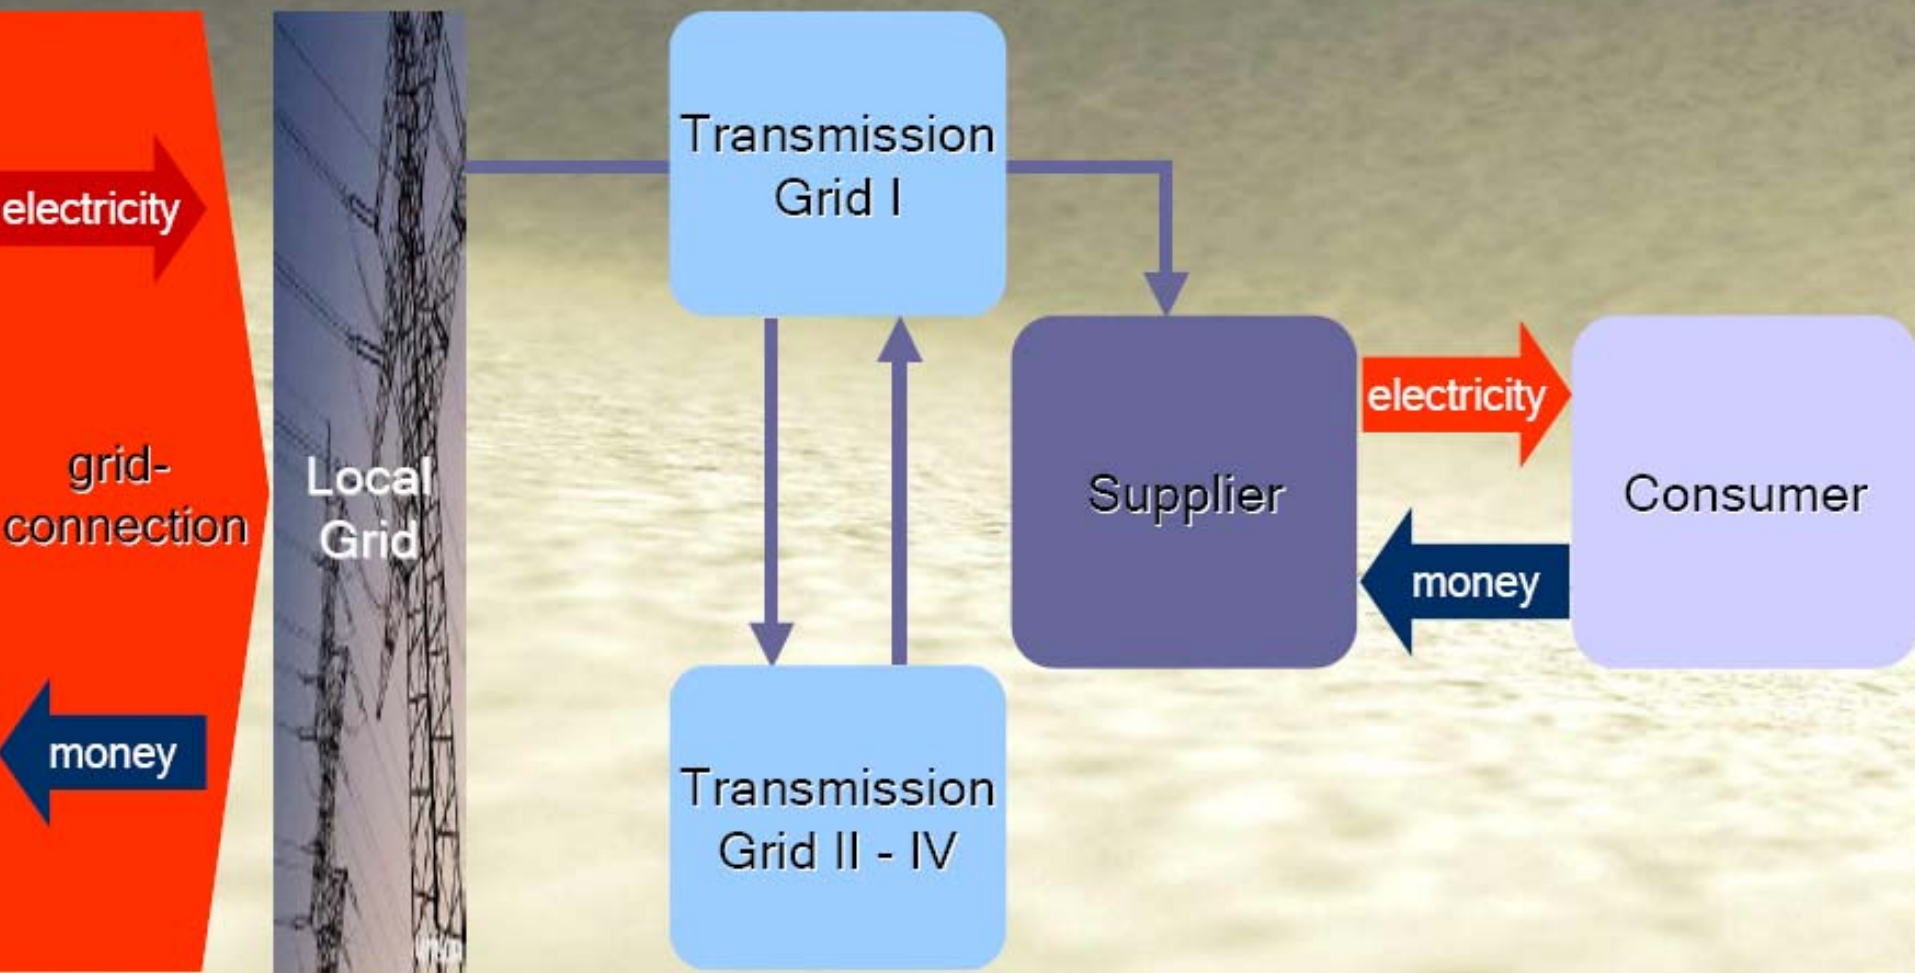 electricity
grid-
connection
money
Local
Grid
Transmission
Grid I
Transmission
Grid II - IV
Supplier
electricity
money
Consumer